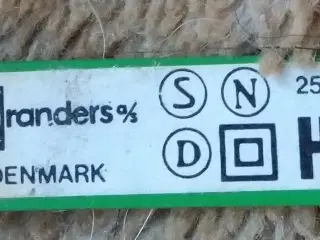 randers a/s
S N
25
D
DENMARK
H